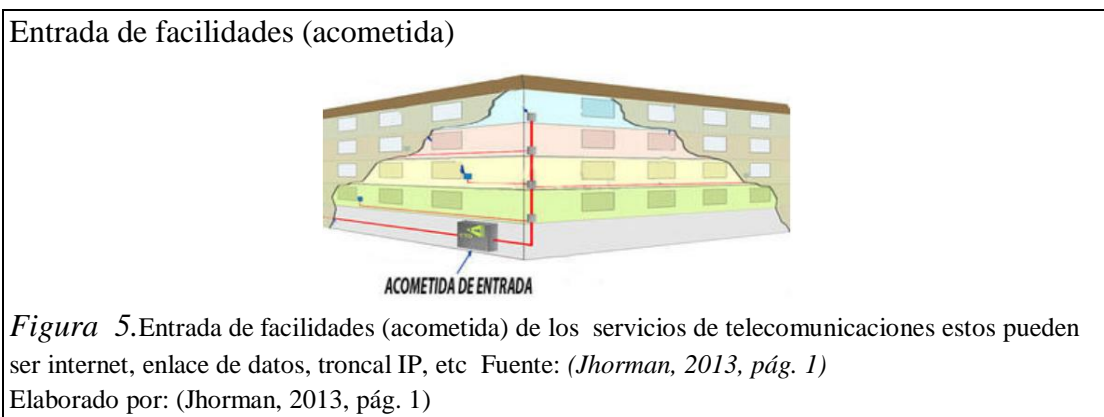 Entrada de facilidades (acometida)
ACOMETIDA DE ENTRADA
Figura 5.Entrada de facilidades (acometida) de los servicios de telecomunicaciones estos pueden
ser internet, enlace de datos, troncal IP, etc Fuente: (Jhorman, 2013, pág. 1)
Elaborado por: (Jhorman, 2013, pág. 1)